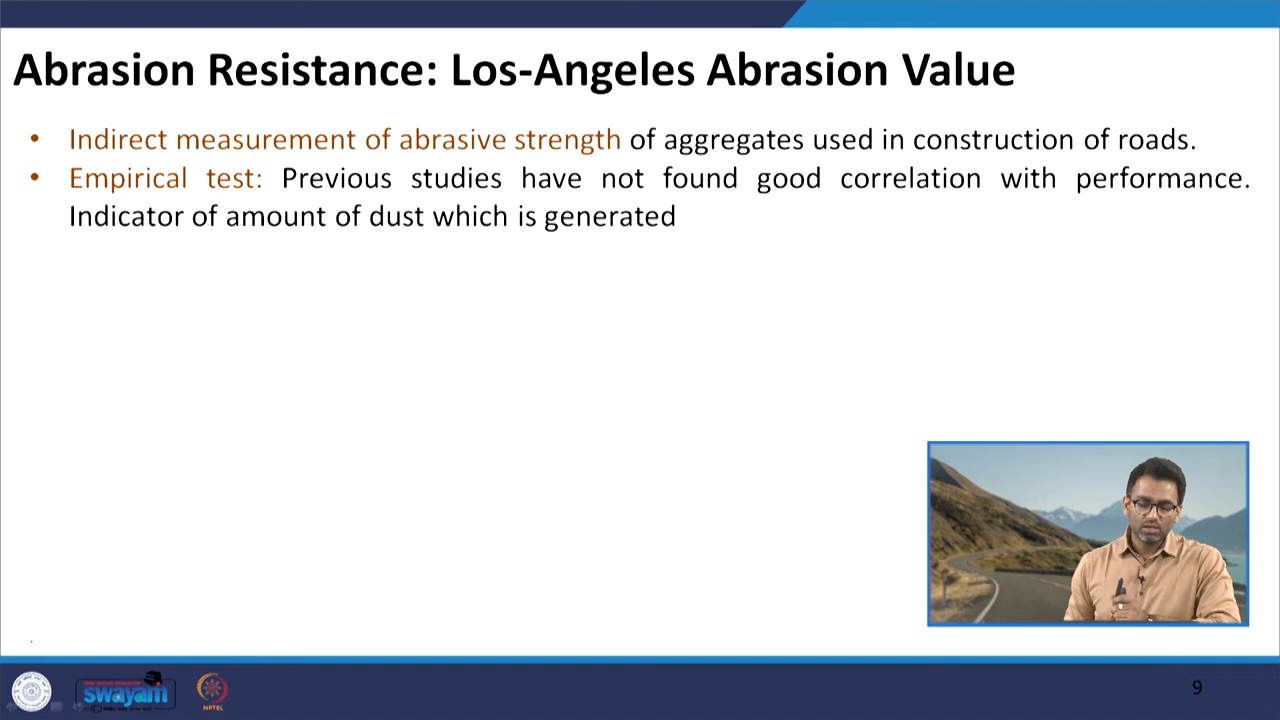 Abrasion Resistance: Los-Angeles Abrasion Value
• Indirect measurement of abrasive strength of aggregates used in construction of roads.
• Empirical test: Previous studies have not found good correlation with performance.
Indicator of amount of dust which is generated
.
swayam
NPTEL
9